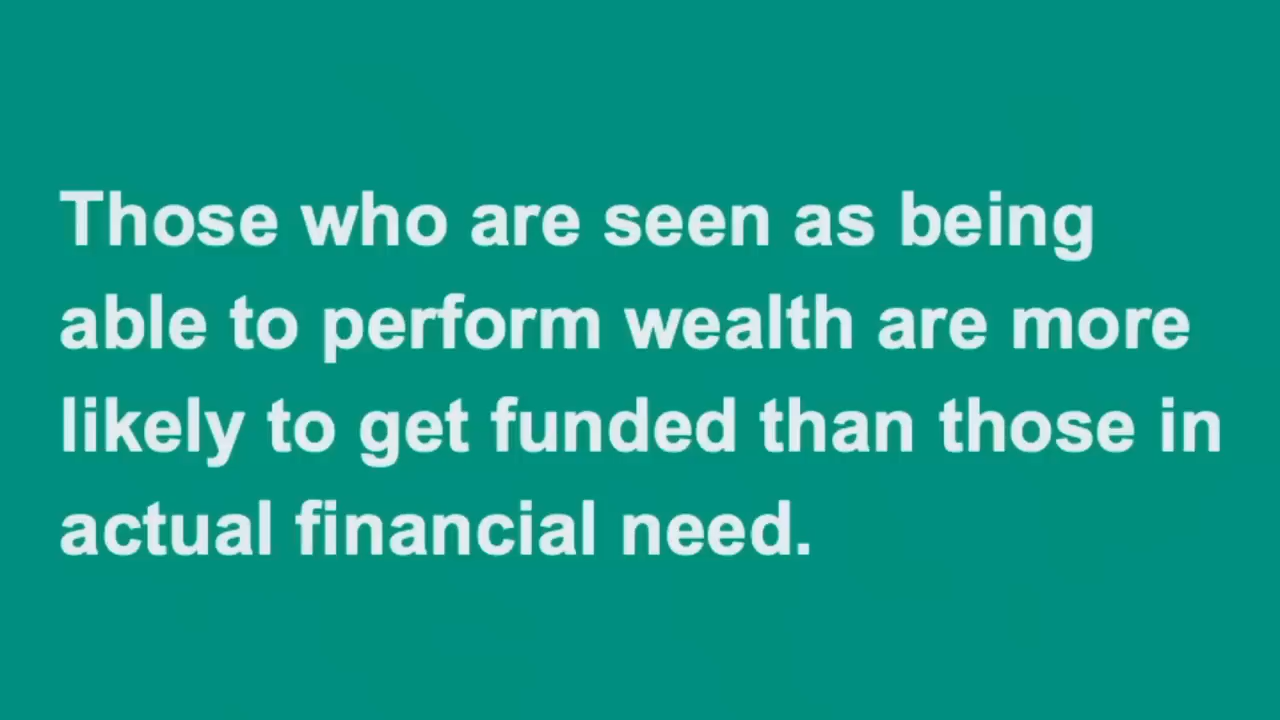 Those who are seen as being
able to perform wealth are more
likely to get funded than those in
actual financial need.